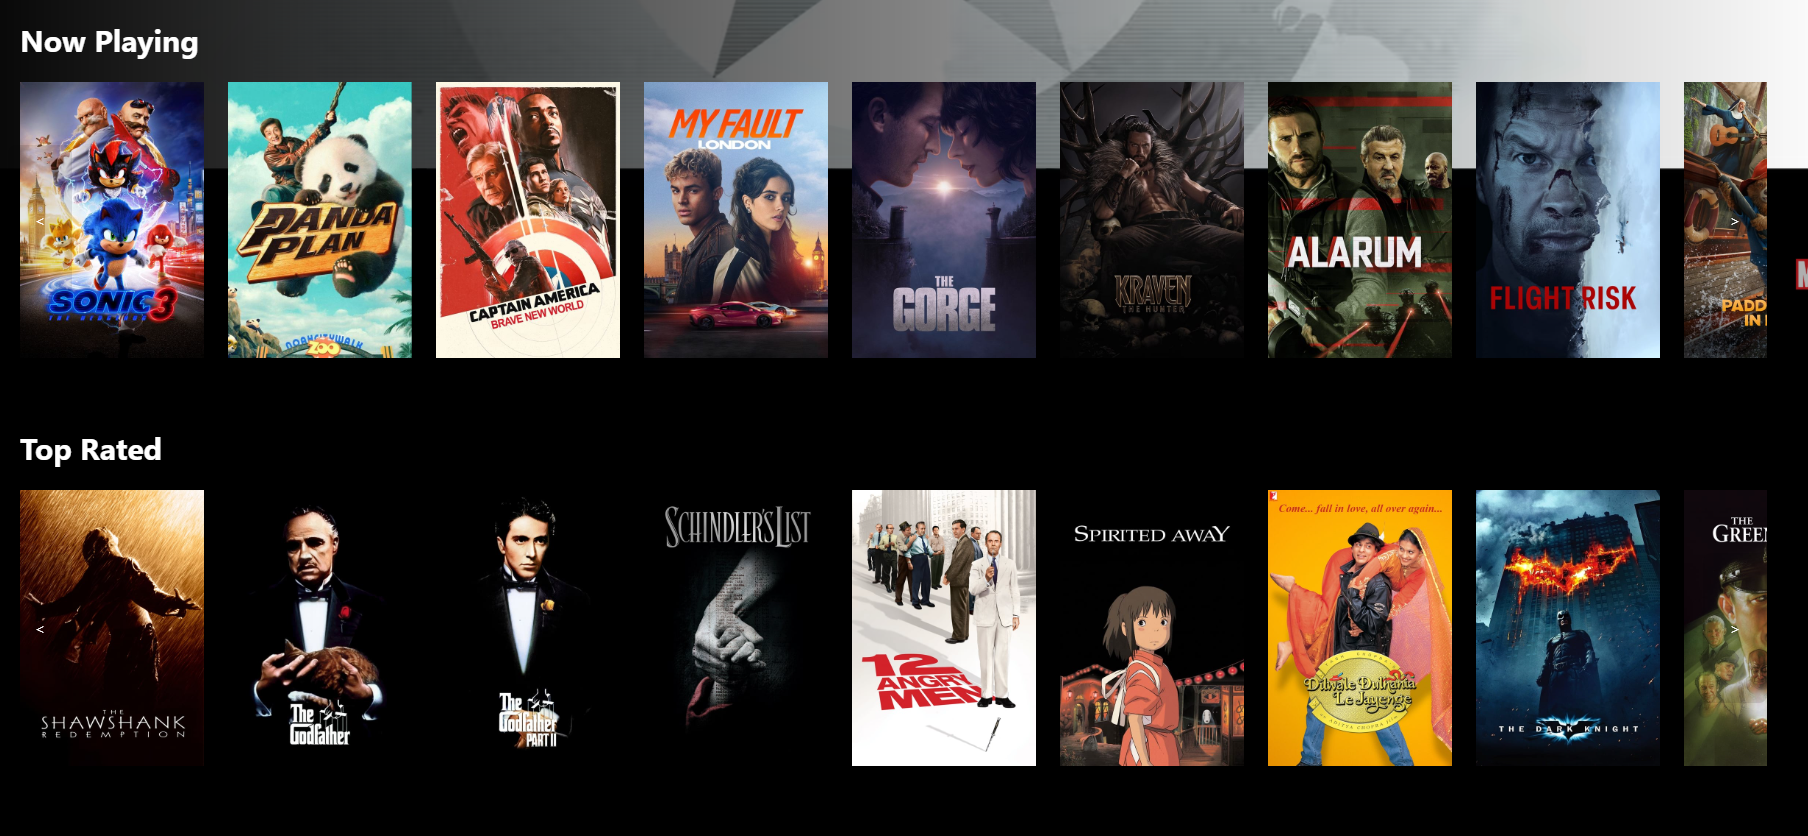 Now Playing
SONIC 3
THE HEDGEHOG
<
PANDA
PLAN
ZOO
CAPTAIN AMERICA
BRAVE NEW WORLD
MY FAULT
LONDON
THE
GORGE
KRAVEN
THE HUNTER
ALARUM
FLIGHT RISK
>
PADD
IN
M
Top Rated
THE
SHAWSHANK
REDEMPTION
<
The
Godfather
The
Godfather
PART II
SCHINDLER'S LIST
12
ANGRY
MEN
SPIRITED AWAY
Come... fall in love, all over again...
Dilwale Dulhania
Le Jayenge
THE DARK KNIGHT
THE
GREEN
>